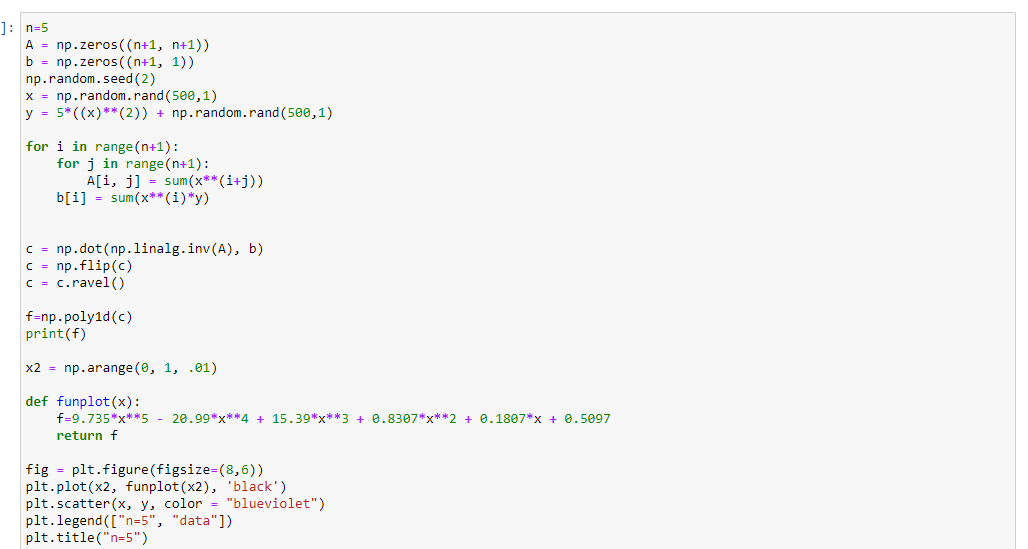 ]: n=5
A = np.zeros((n+1, n+1))
b = np.zeros((n+1, 1))
np.random.seed(2)
x = np.random.rand(500,1)
y = 5*((x)**(2)) + np.random.rand(500,1)

for i in range(n+1):
    for j in range(n+1):
        A[i, j] = sum(x**(i+j))
    b[i] = sum(x**(i)*y)


c = np.dot(np.linalg.inv(A), b)
c = np.flip(c)
c = c.ravel()

f=np.poly1d(c)
print(f)

x2 = np.arange(0, 1, .01)

def funplot(x):
    f=9.735*x**5 - 20.99*x**4 + 15.39*x**3 + 0.8307*x**2 + 0.1807*x + 0.5097
    return f

fig = plt.figure(figsize=(8,6))
plt.plot(x2, funplot(x2), 'black')
plt.scatter(x, y, color = "blueviolet")
plt.legend(["n=5", "data"])
plt.title("n=5")